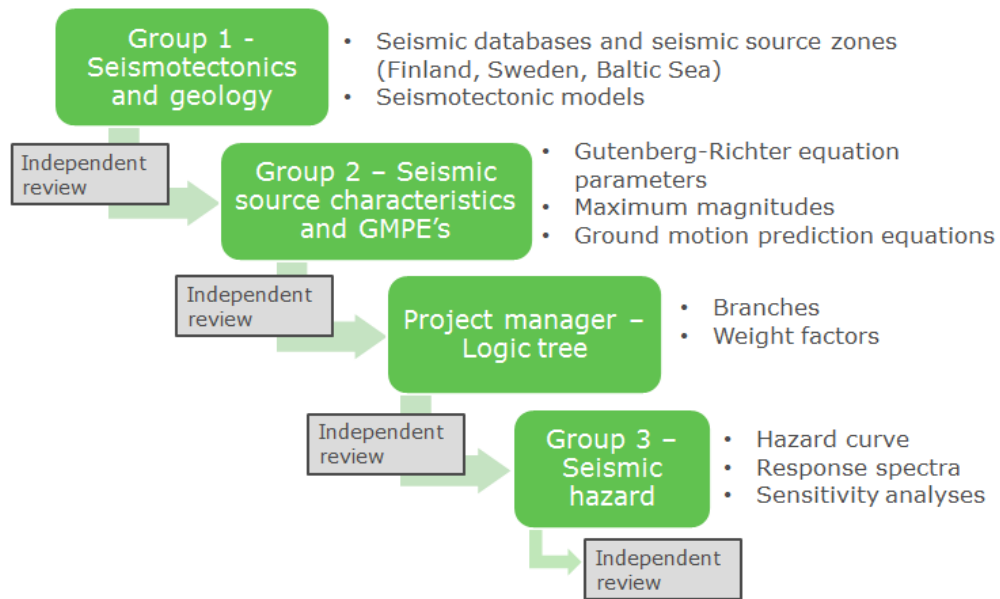 Group 1 -
Seismotectonics
and geology
• Seismic databases and seismic source zones
(Finland, Sweden, Baltic Sea)
• Seismotectonic models
Independent
review
Group 2 – Seismic
source characteristics
and GMPE's
• Gutenberg-Richter equation
parameters
• Maximum magnitudes
• Ground motion prediction equations
Independent
review
Project manager –
Logic tree
• Branches
• Weight factors
Independent
review
Group 3 –
Seismic
hazard
• Hazard curve
• Response spectra
• Sensitivity analyses
Independent
review